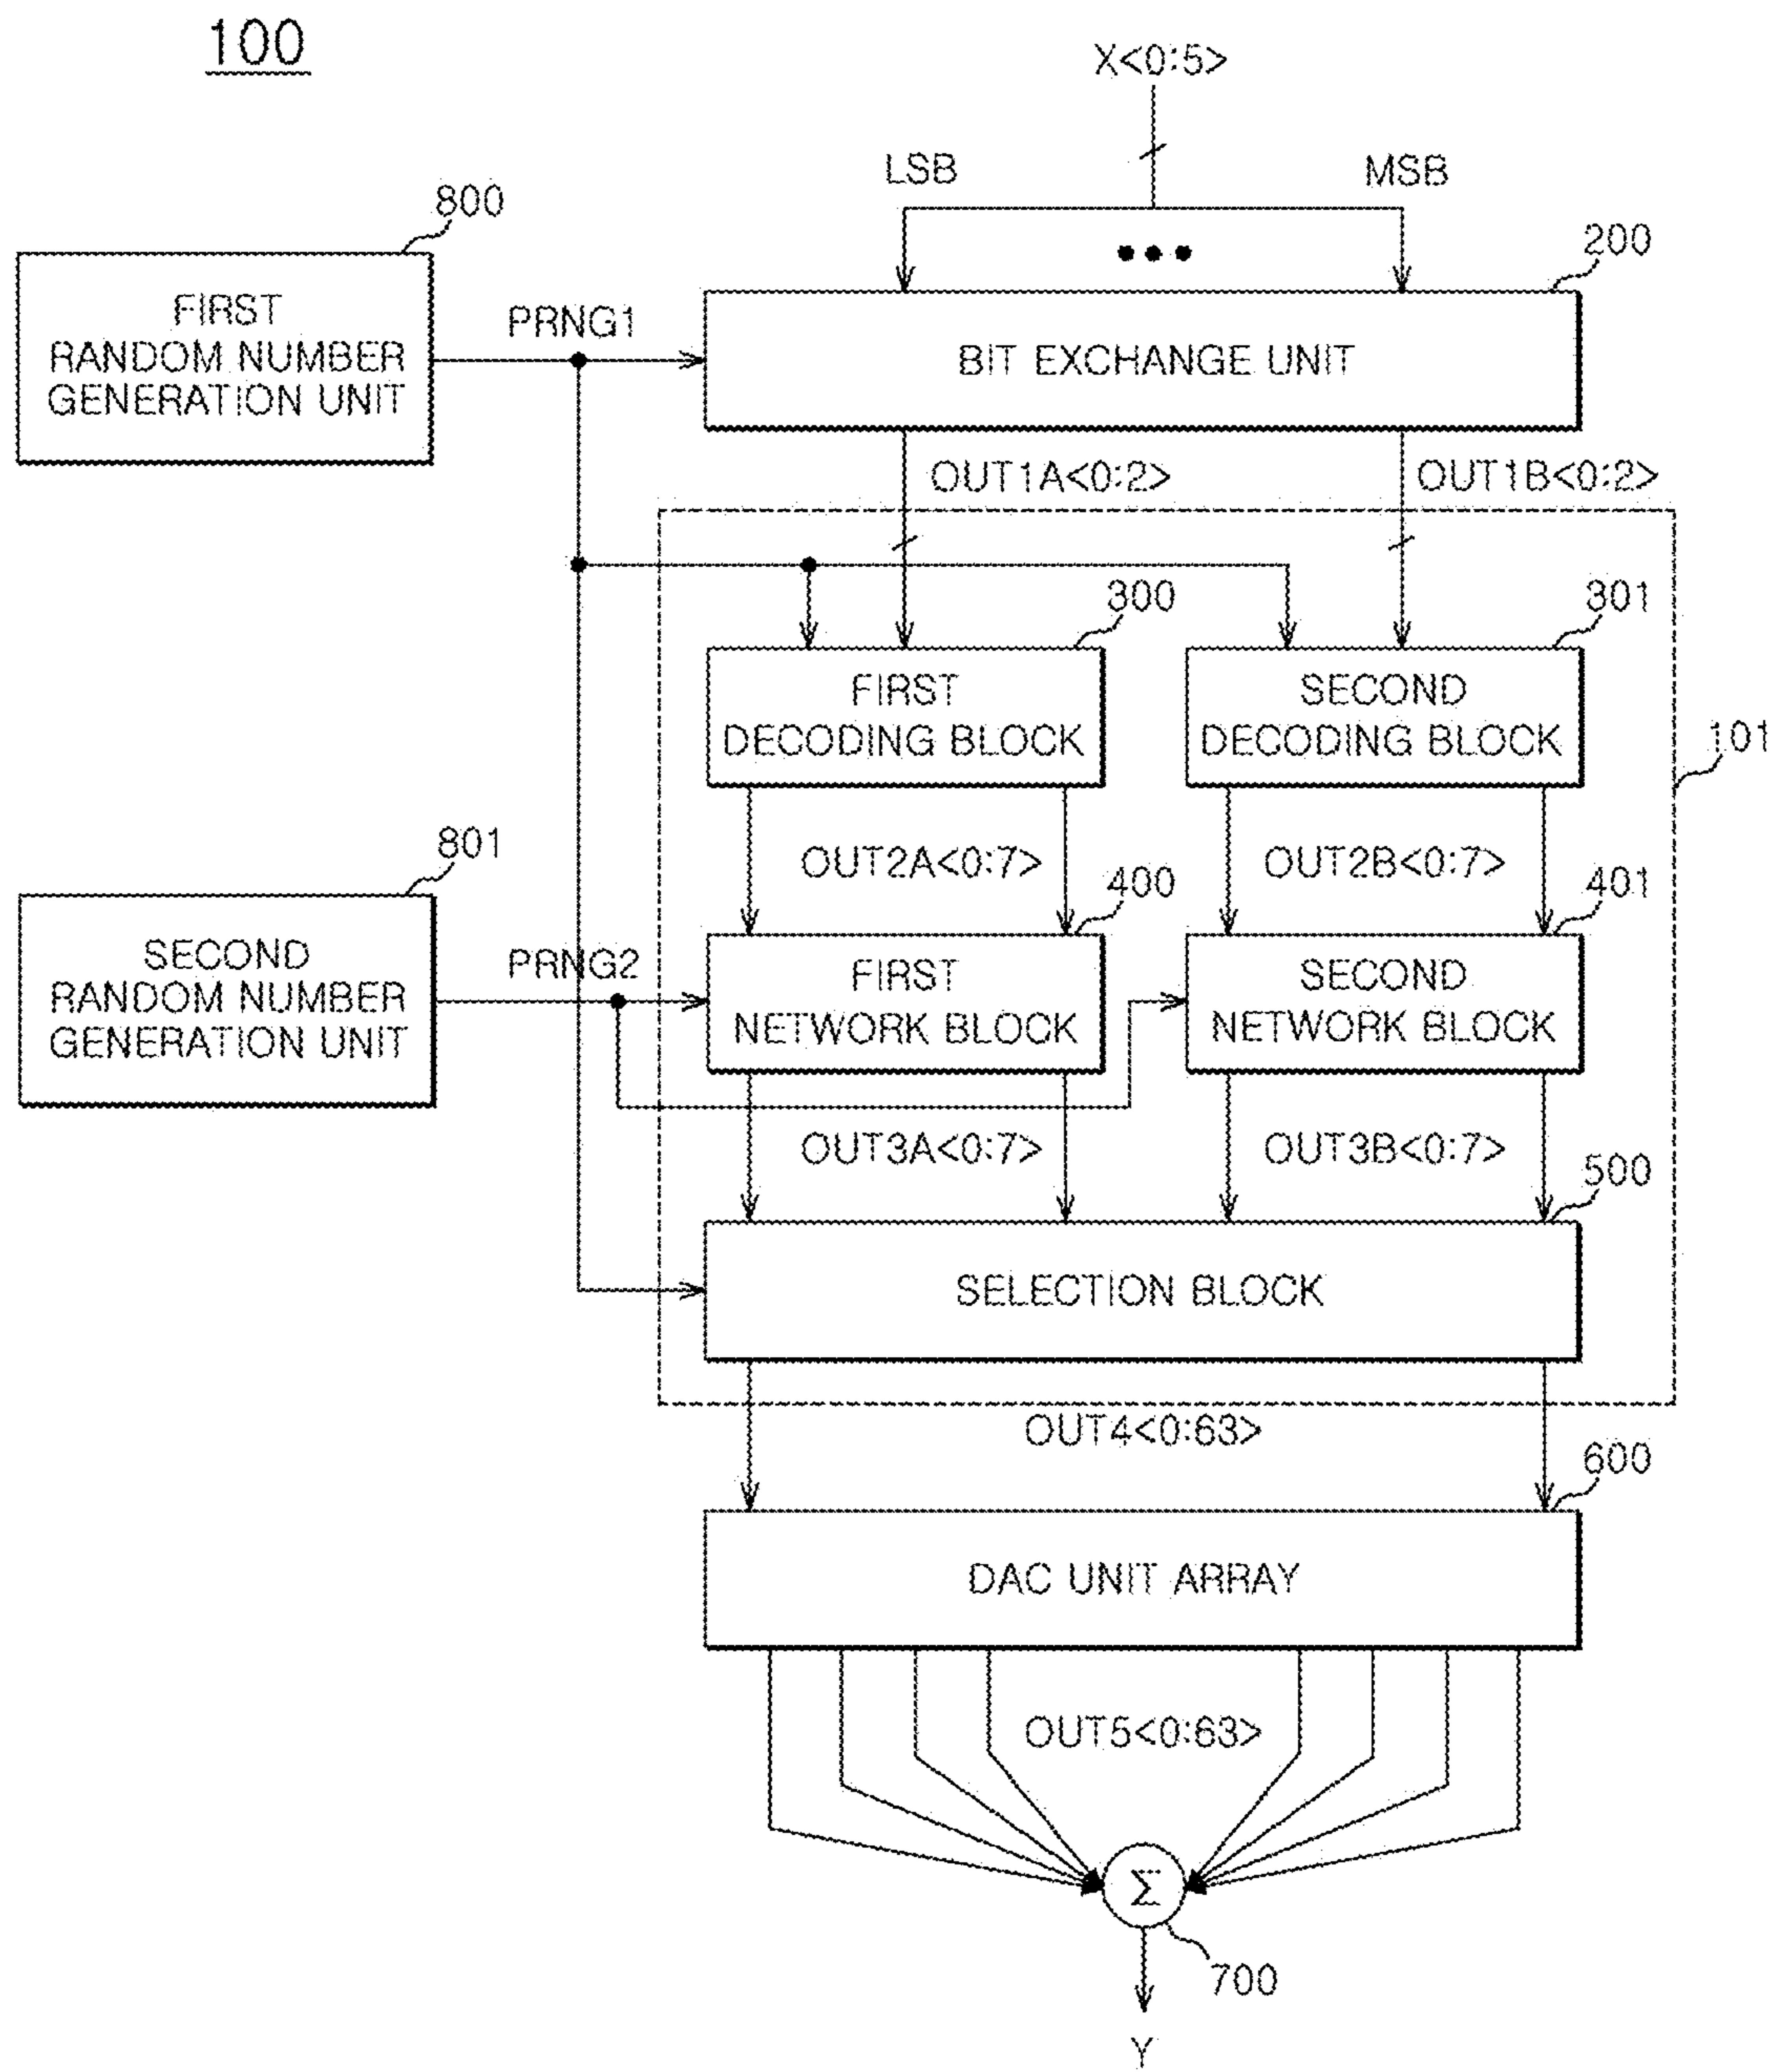 100
X<0:5>
LSB
MSB
800
200
FIRST
RANDOM NUMBER
GENERATION UNIT
PRNG1
BIT EXCHANGE UNIT
OUT1A<0:2>
OUT1B<0:2>
300
301
FIRST
DECODING BLOCK
SECOND
DECODING BLOCK
101
801
OUT2A<0:7>
400
OUT2B<0:7>
401
SECOND
RANDOM NUMBER
GENERATION UNIT
PRNG2
FIRST
NETWORK BLOCK
SECOND
NETWORK BLOCK
OUT3A<0:7>
OUT3B<0:7>
500
SELECTION BLOCK
OUT4<0:63>
600
DAC UNIT ARRAY
OUT5<0:63>
Σ
700
Y